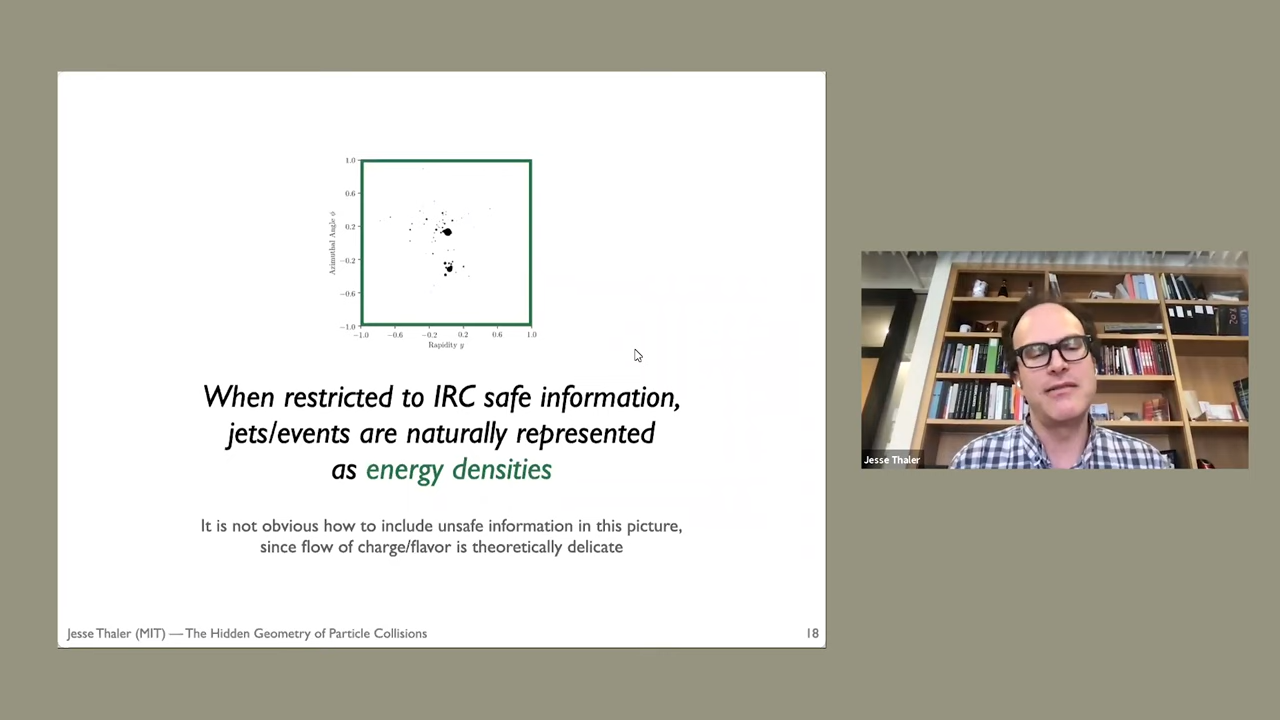 1.0
0.6
0.2
−0.2
−0.6
−1.0
Azimuthal Angle ϕ
−1.0 −0.6 −0.2 0.2 0.6 1.0
Rapidity y
When restricted to IRC safe information,
jets/events are naturally represented
as energy densities
It is not obvious how to include unsafe information in this picture,
since flow of charge/flavor is theoretically delicate
Jesse Thaler (MIT) — The Hidden Geometry of Particle Collisions
18
Jesse Thaler